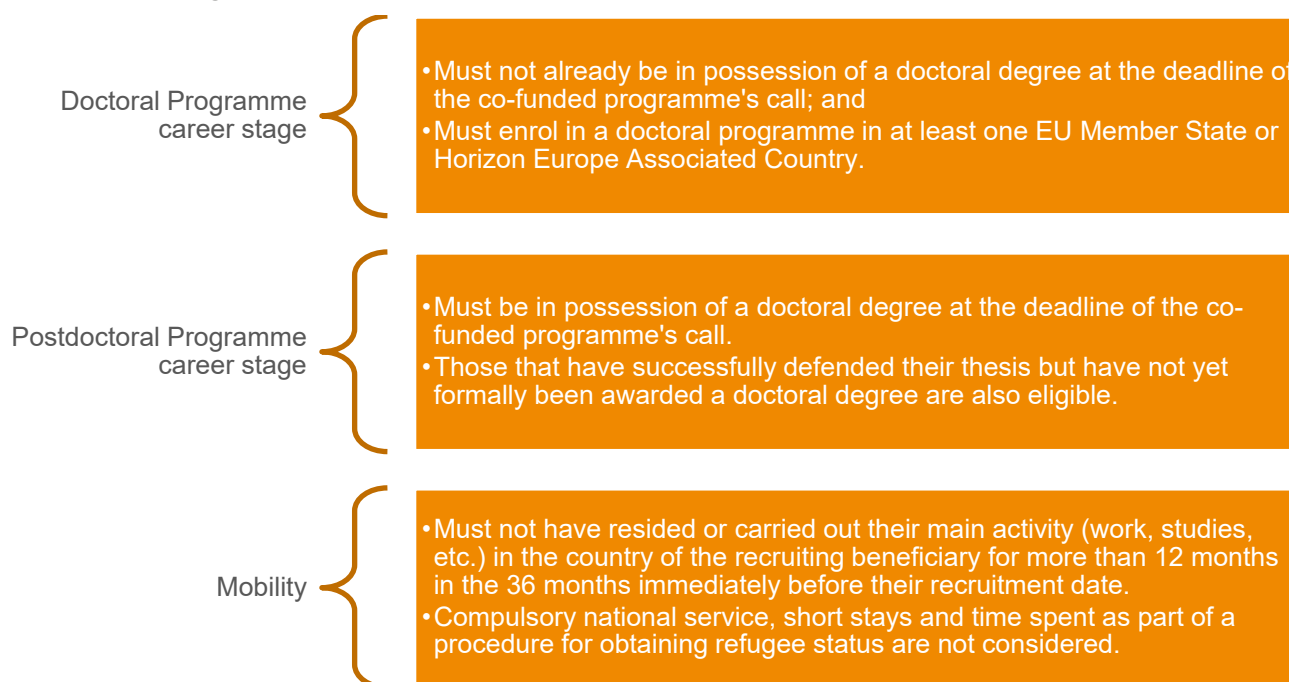 Doctoral Programme
career stage
•Must not already be in possession of a doctoral degree at the deadline of
the co-funded programme's call; and
•Must enrol in a doctoral programme in at least one EU Member State or
Horizon Europe Associated Country.
Postdoctoral Programme
career stage
•Must be in possession of a doctoral degree at the deadline of the co-
funded programme's call.
•Those that have successfully defended their thesis but have not yet
formally been awarded a doctoral degree are also eligible.
Mobility
•Must not have resided or carried out their main activity (work, studies,
etc.) in the country of the recruiting beneficiary for more than 12 months
in the 36 months immediately before their recruitment date.
•Compulsory national service, short stays and time spent as part of a
procedure for obtaining refugee status are not considered.